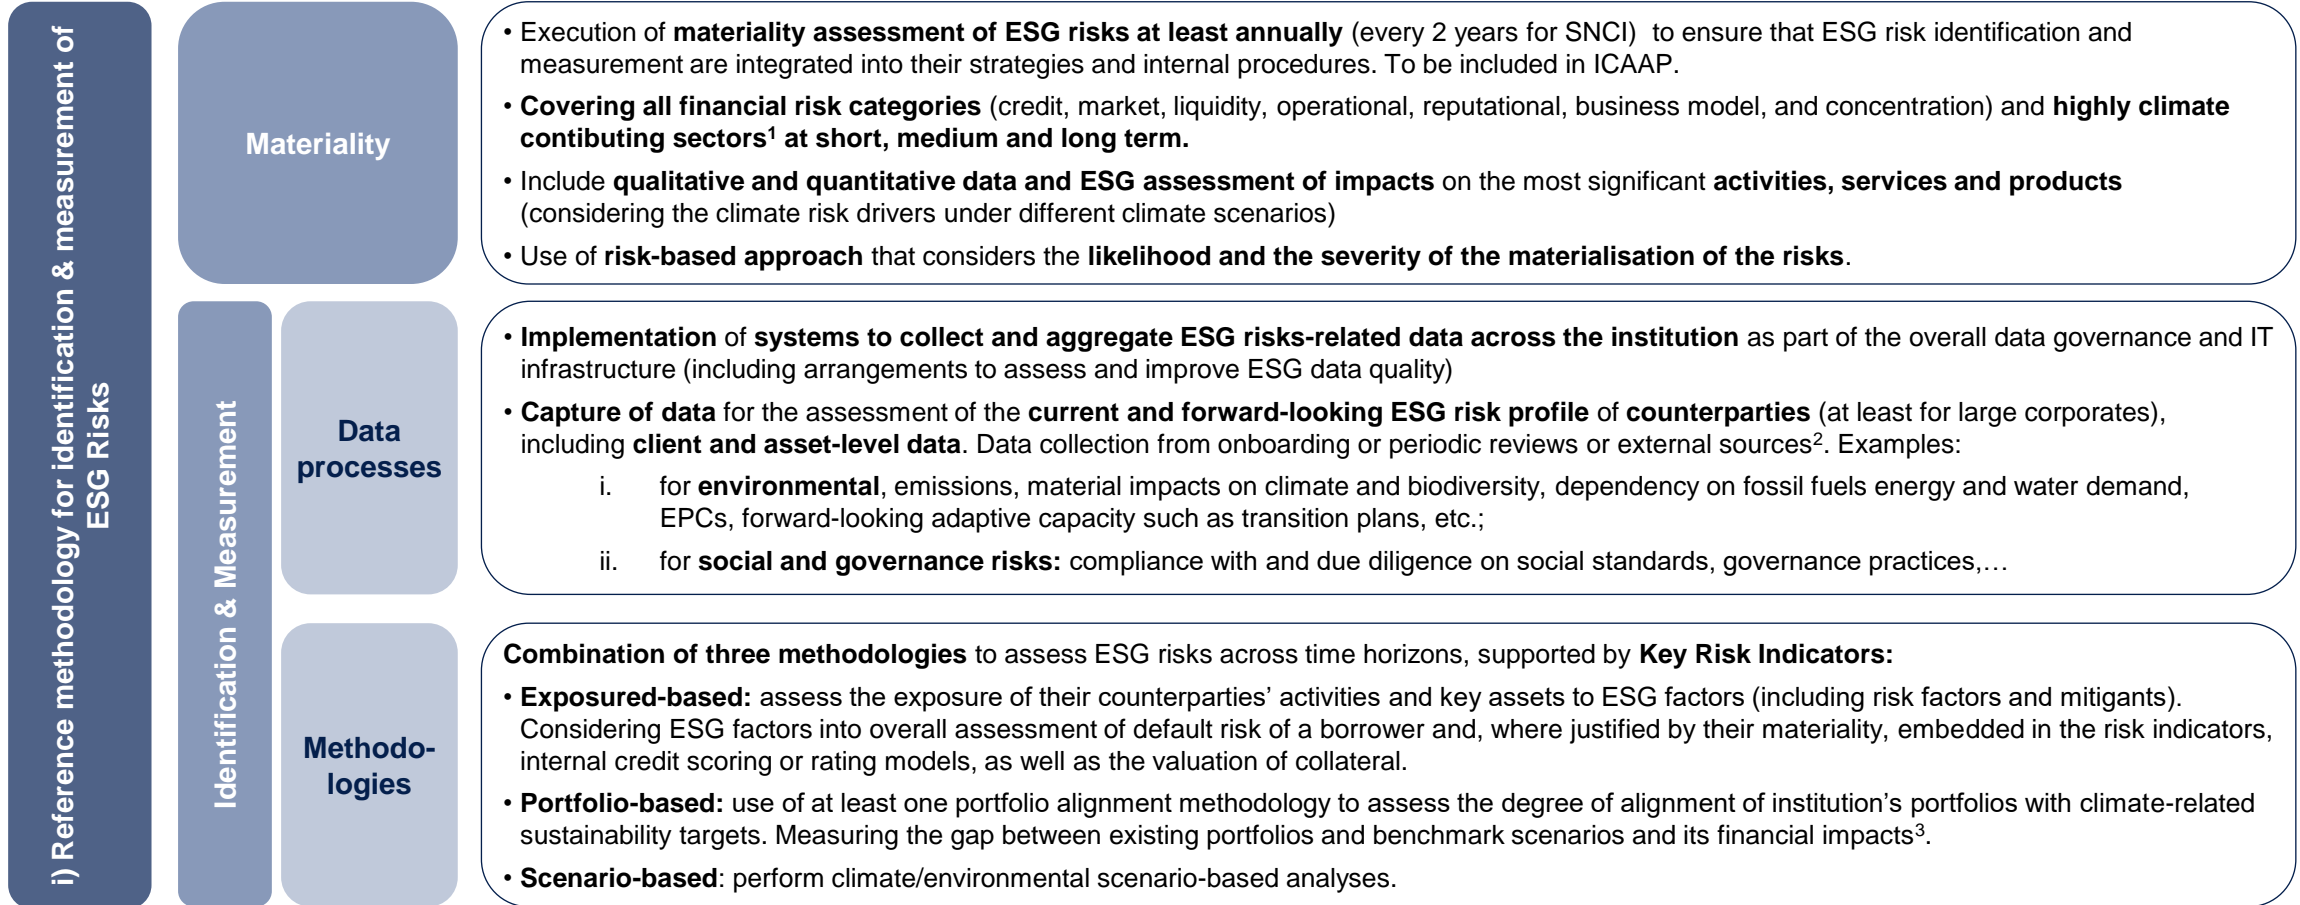 i) Reference methodology for identification & measurement of
ESG Risks
Materiality
• Execution of materiality assessment of ESG risks at least annually (every 2 years for SNCI) to ensure that ESG risk identification and
measurement are integrated into their strategies and internal procedures. To be included in ICAAP.
• Covering all financial risk categories (credit, market, liquidity, operational, reputational, business model, and concentration) and highly climate
contibuting sectors¹ at short, medium and long term.
• Include qualitative and quantitative data and ESG assessment of impacts on the most significant activities, services and products
(considering the climate risk drivers under different climate scenarios)
• Use of risk-based approach that considers the likelihood and the severity of the materialisation of the risks.
Identification & Measurement
Data
processes
• Implementation of systems to collect and aggregate ESG risks-related data across the institution as part of the overall data governance and IT
infrastructure (including arrangements to assess and improve ESG data quality)
• Capture of data for the assessment of the current and forward-looking ESG risk profile of counterparties (at least for large corporates),
including client and asset-level data. Data collection from onboarding or periodic reviews or external sources². Examples:
i. for environmental, emissions, material impacts on climate and biodiversity, dependency on fossil fuels energy and water demand,
EPCs, forward-looking adaptive capacity such as transition plans, etc.;
ii. for social and governance risks: compliance with and due diligence on social standards, governance practices,…
Methodo-
logies
Combination of three methodologies to assess ESG risks across time horizons, supported by Key Risk Indicators:
• Exposured-based: assess the exposure of their counterparties’ activities and key assets to ESG factors (including risk factors and mitigants).
Considering ESG factors into overall assessment of default risk of a borrower and, where justified by their materiality, embedded in the risk indicators,
internal credit scoring or rating models, as well as the valuation of collateral.
• Portfolio-based: use of at least one portfolio alignment methodology to assess the degree of alignment of institution’s portfolios with climate-related
sustainability targets. Measuring the gap between existing portfolios and benchmark scenarios and its financial impacts³.
• Scenario-based: perform climate/environmental scenario-based analyses.